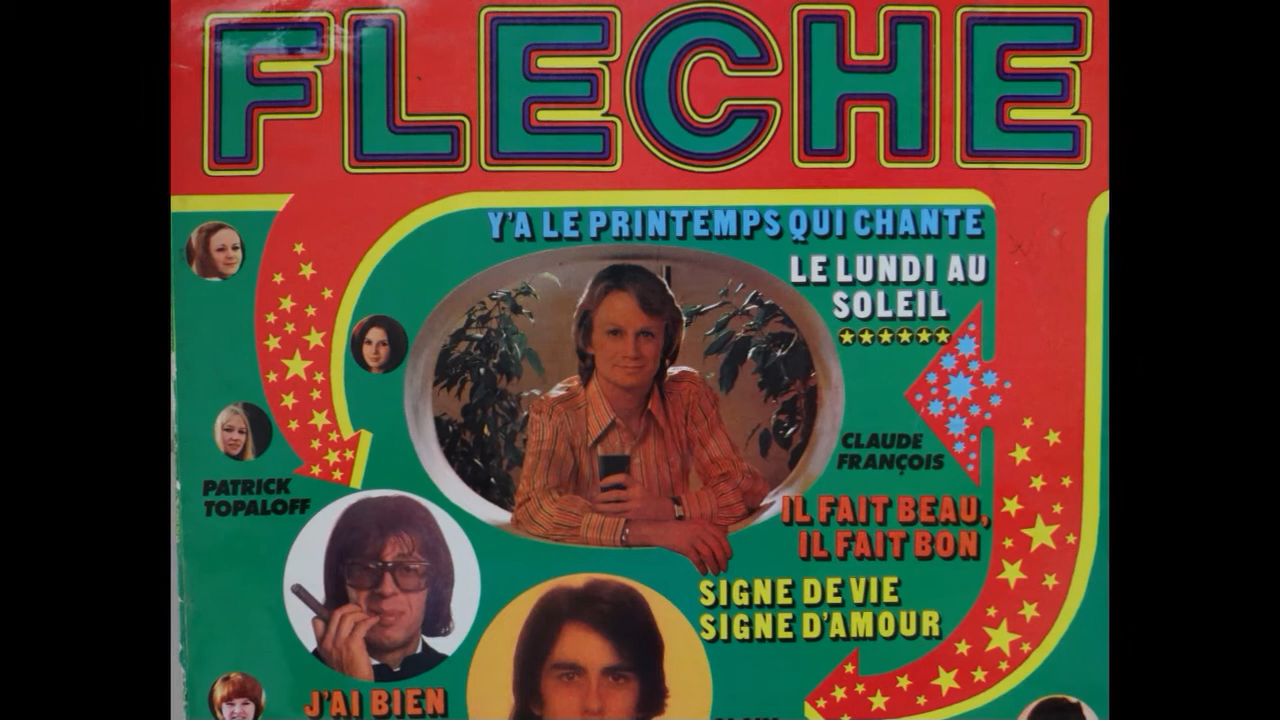 FLECHE
Y'A LE PRINTEMPS QUI CHANTE
LE LUNDI AU
SOLEIL
CLAUDE
FRANÇOIS
PATRICK
TOPALOFF
IL FAIT BEAU,
IL FAIT BON
SIGNE DE VIE
SIGNE D'AMOUR
J'AI BIEN